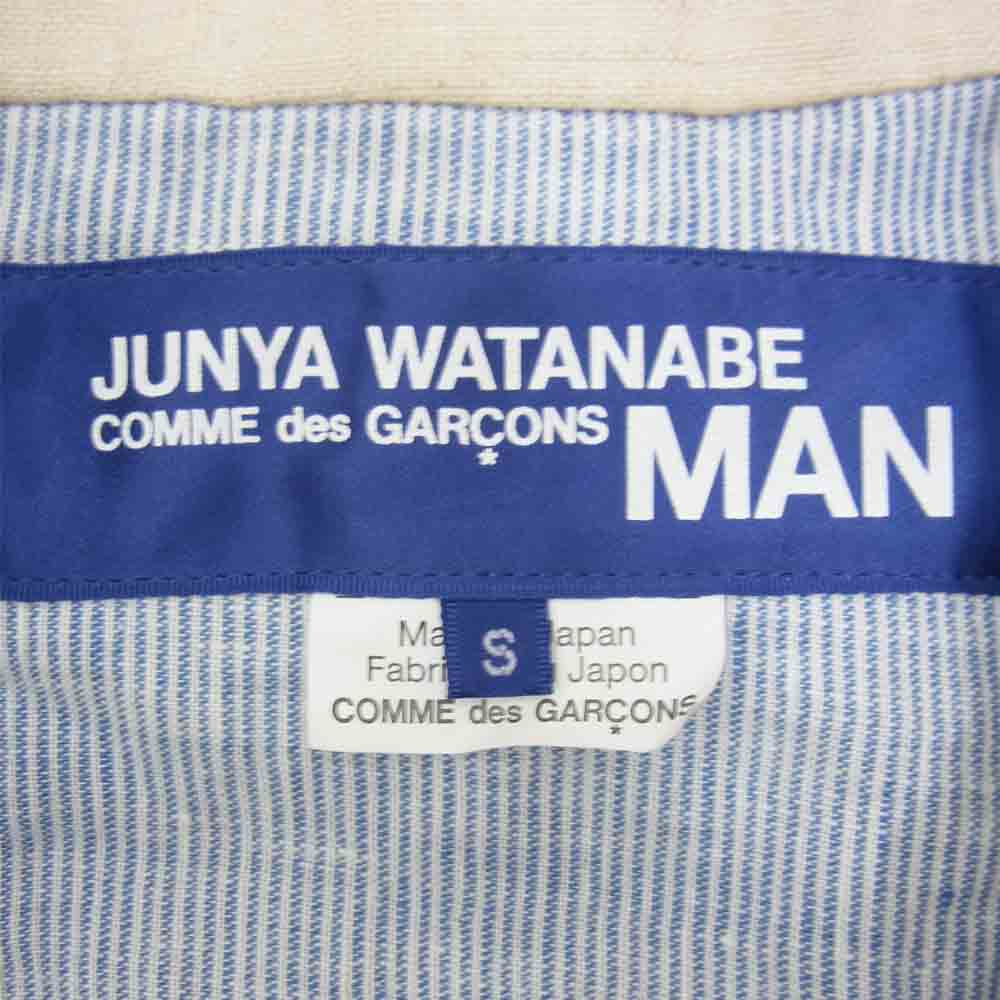 JUNYA WATANABE
COMME des GARÇONS
MAN
S
Japon
COMME des GARÇONS